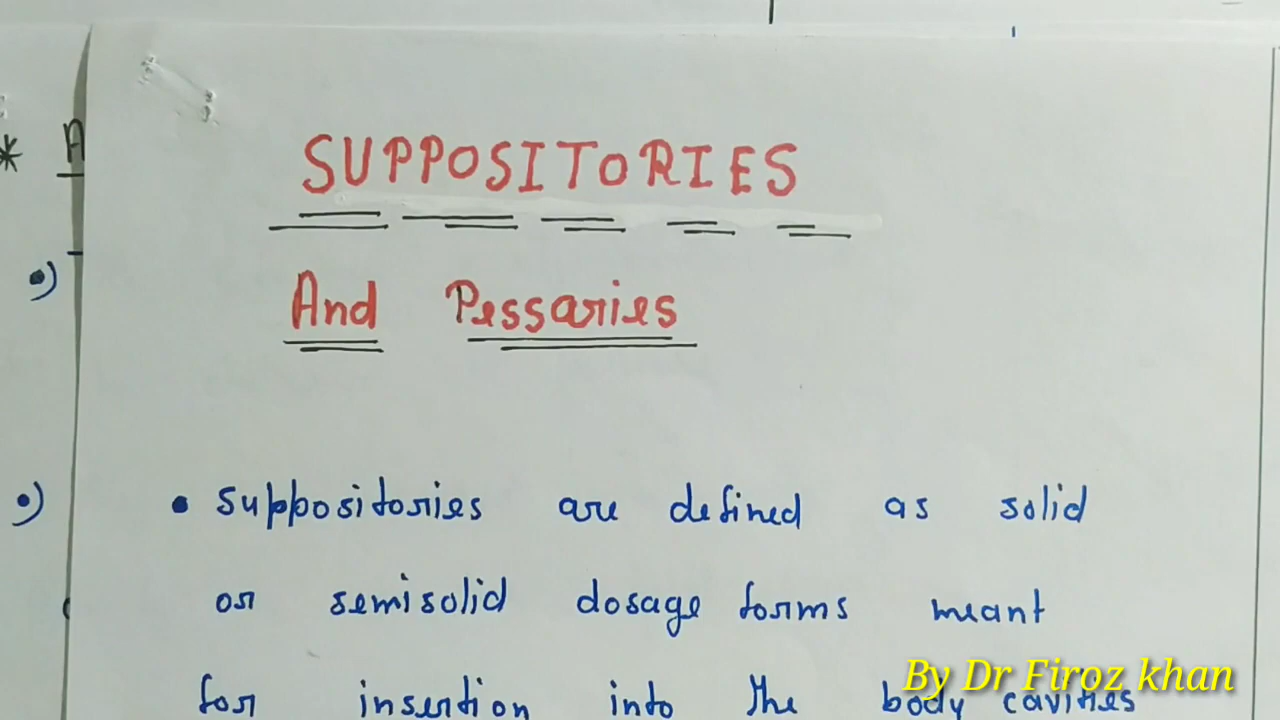 SUPPOSITORIES
And Pessaries
• suppositories are defined as solid
or semisolid dosage forms meant
for insertion into the body cavities
By Dr Firoz khan